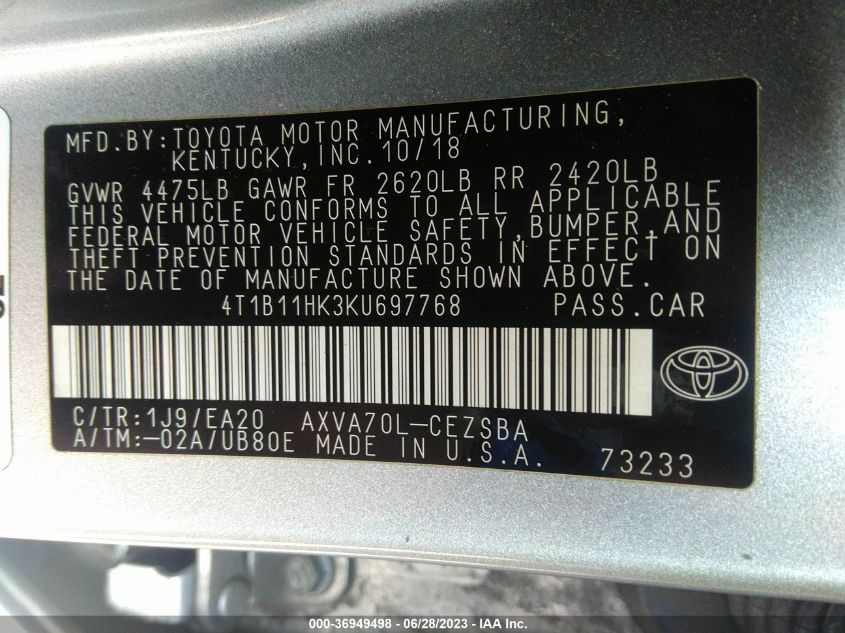 MFD.BY:TOYOTA MOTOR MANUFACTURING,
KENTUCKY,INC.10/18
GVWR 4475LB GAWR FR 2620LB RR 2420LB
THIS VEHICLE CONFORMS TO ALL APPLICABLE
FEDERAL MOTOR VEHICLE SAFETY,BUMPER,AND
THEFT PREVENTION STANDARDS IN EFFECT ON
THE DATE OF MANUFACTURE SHOWN ABOVE.
4T1B11HK3KU697768 PASS.CAR
C/TR:1J9/EA20 AXVA70L-CEZSBA
A/TM:-02A/UB80E MADE IN U.S.A. 73233
000-36949498 - 06/28/2023 - IAA Inc.